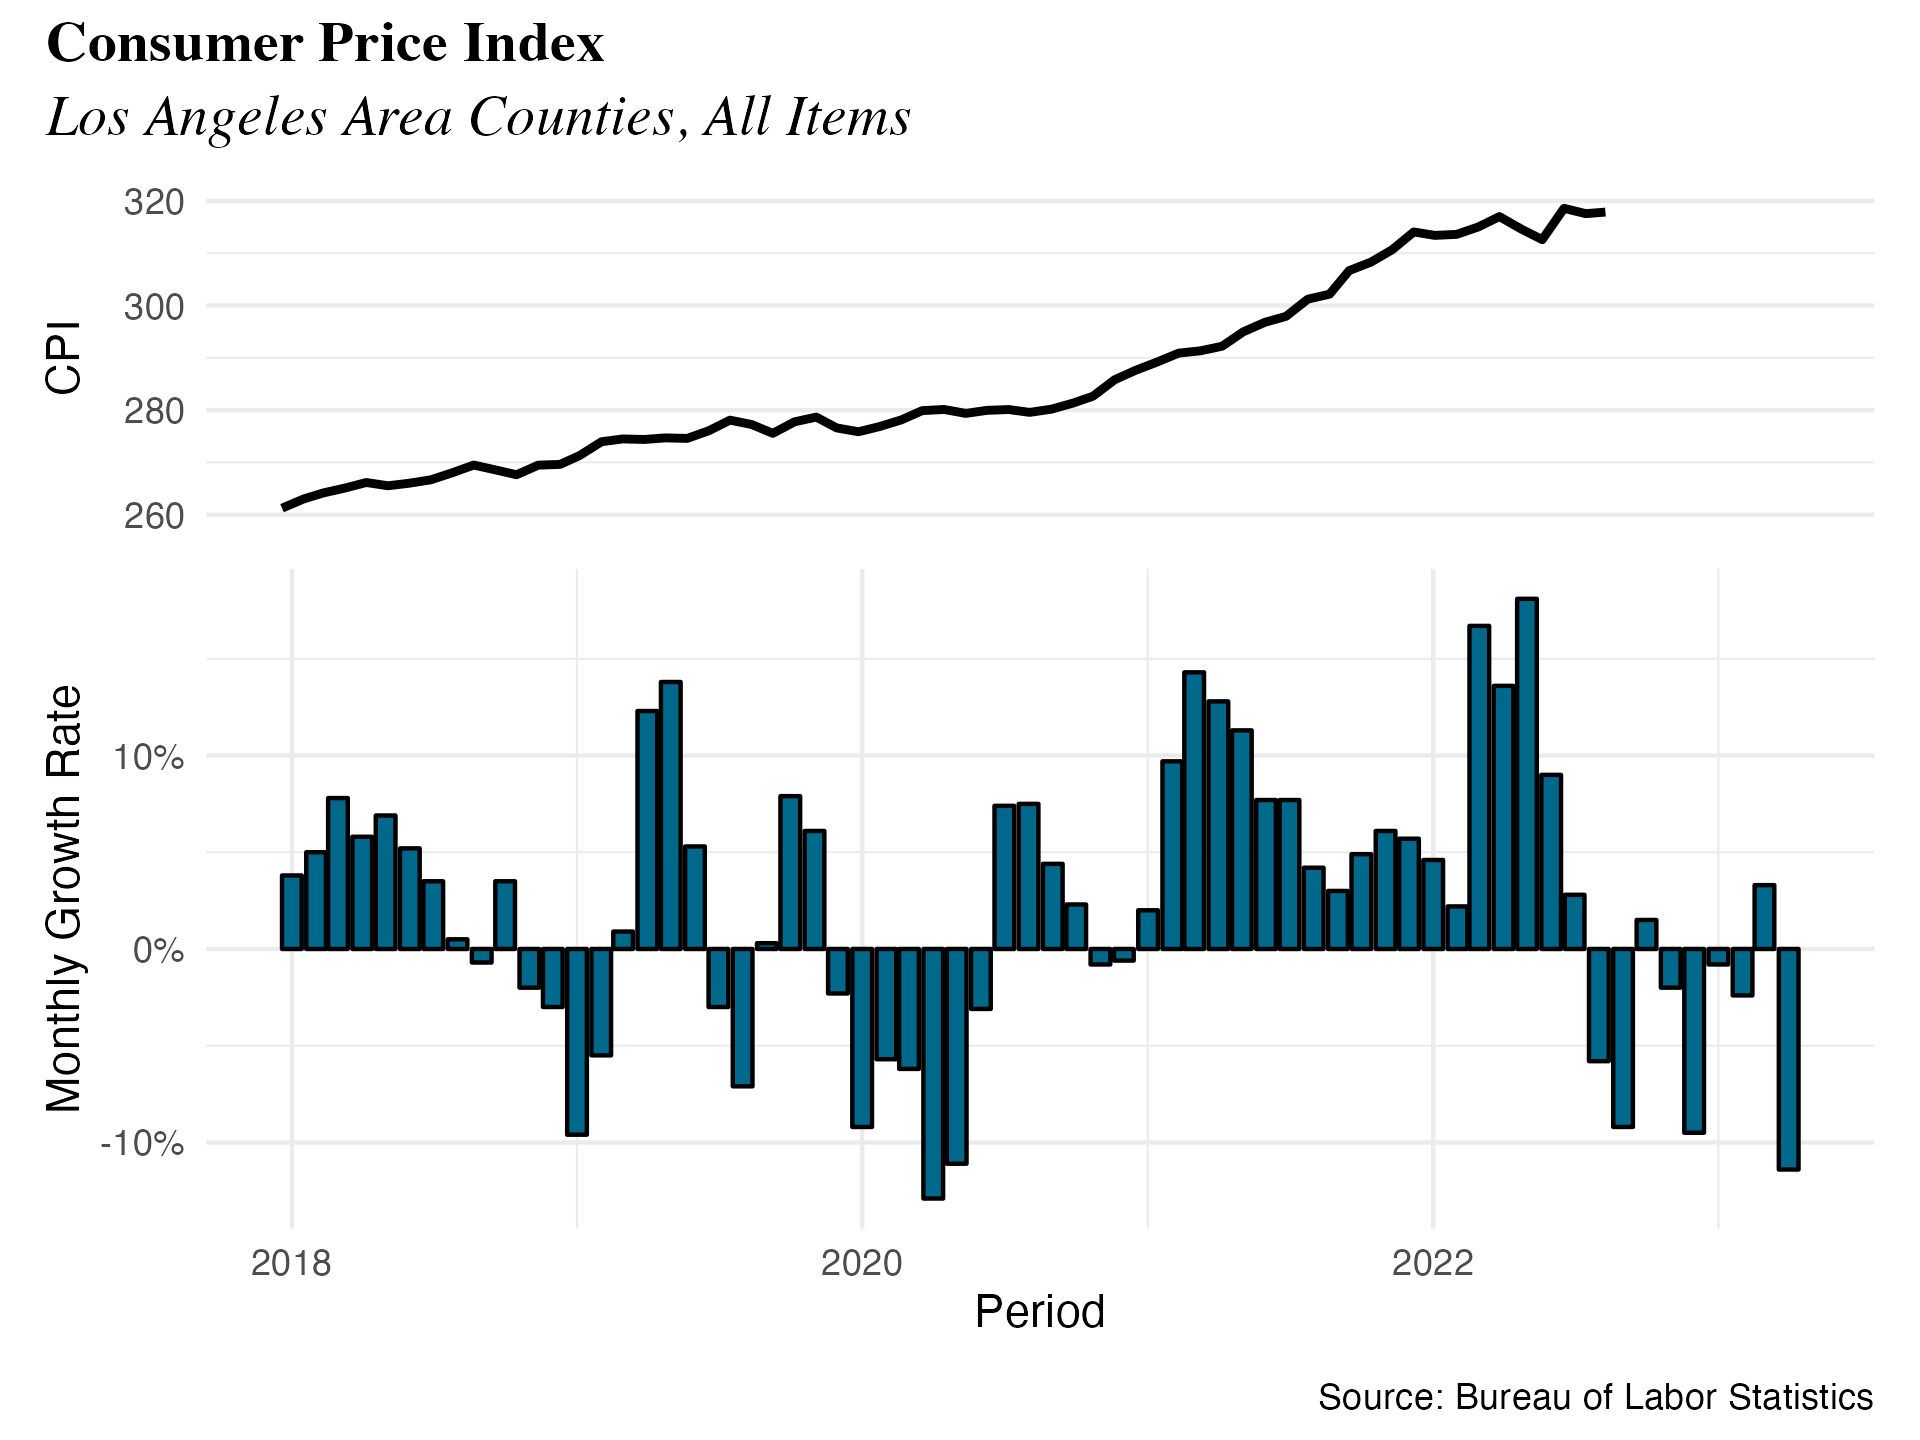 Consumer Price Index
Los Angeles Area Counties, All Items
320
300
280
260
CPI
10%
0%
-10%
Monthly Growth Rate
2018
2020
2022
Period
Source: Bureau of Labor Statistics